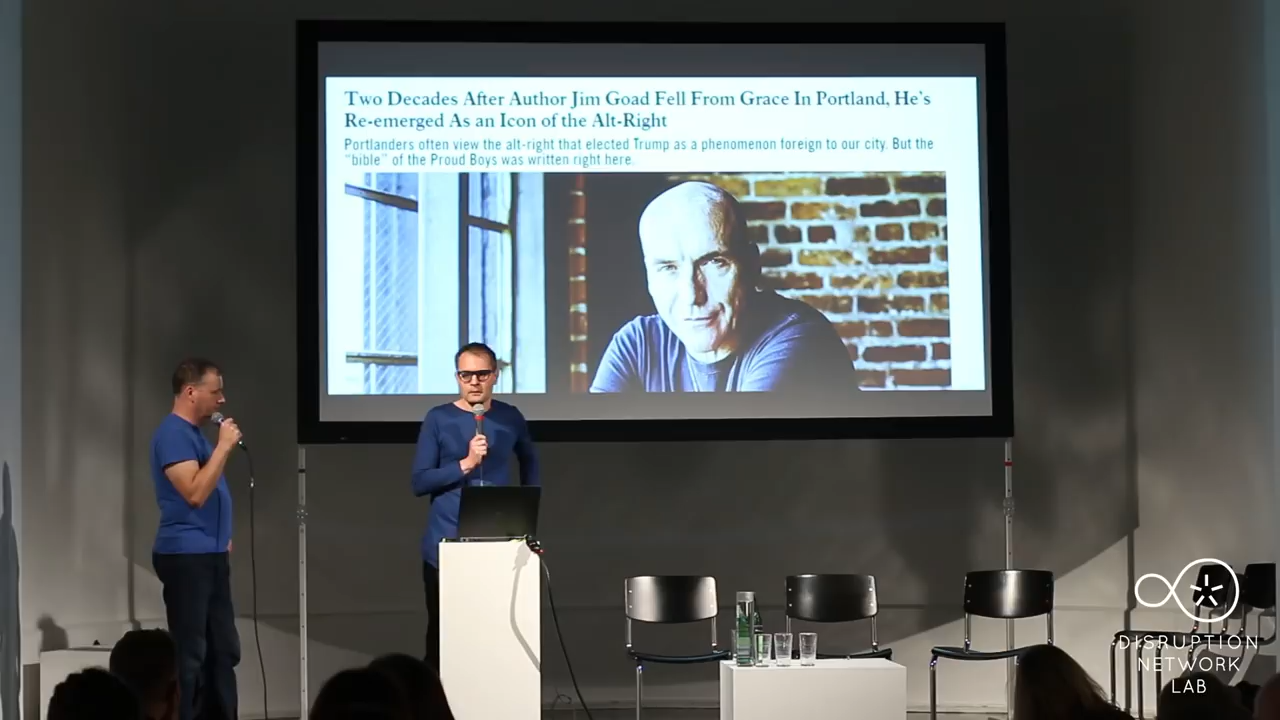 Two Decades After Author Jim Goad Fell From Grace In Portland, He's
Re-emerged As an Icon of the Alt-Right
Portlanders often view the alt-right that elected Trump as a phenomenon foreign to our city. But the
"bible" of the Proud Boys was written right here.
DISRUPTION
NETWORK
LAB